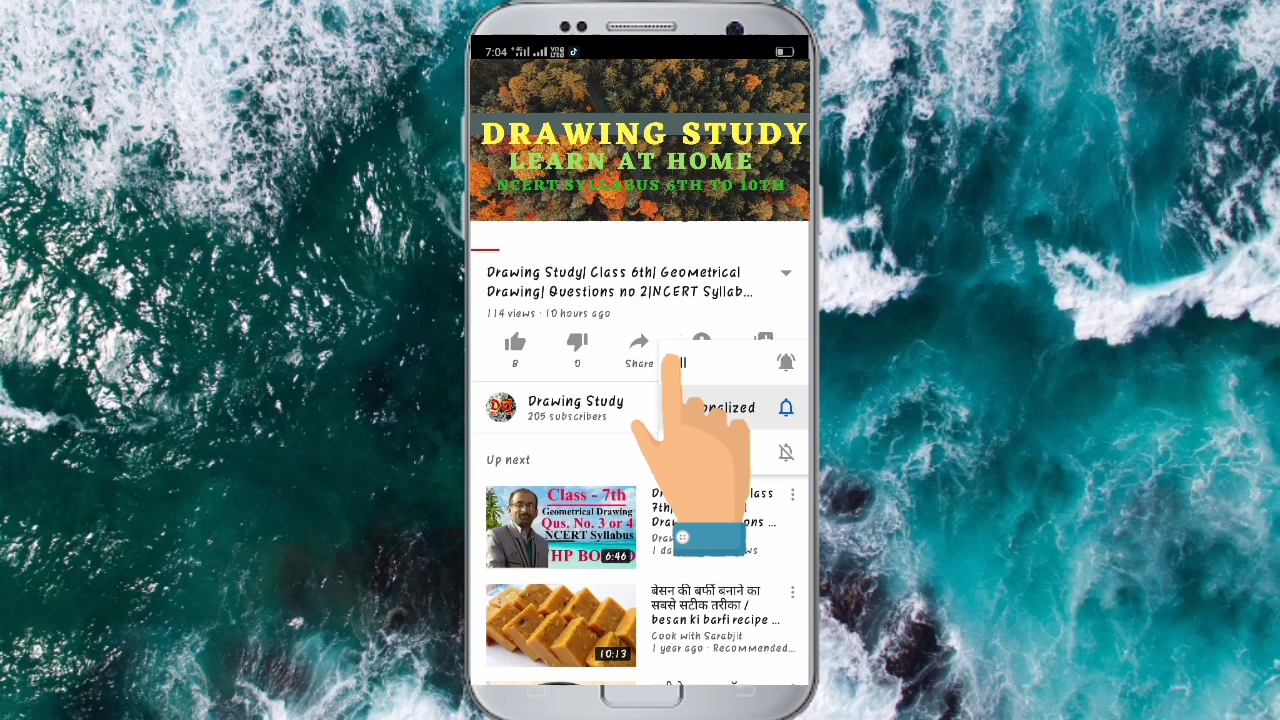 7:04
DRAWING STUDY
LEARN AT HOME
NCERT SYLLABUS 6TH TO 10TH
Drawing Study| Class 6th| Geometrical
Drawing| Questions no 2|NCERT Syllab...
114 views · 10 hours ago
8
0
Share
Drawing Study
205 subscribers
Up next
Class - 7th
Geometrical Drawing
Qus. No. 3 or 4
NCERT Syllabus
HP
6:46
7th|
1 year ago · Recommended...
बेसन की बर्फी बनाने का
सबसे सटीक तरीका /
besan ki barfi recipe ...
Cook with Sarabjit
10:13